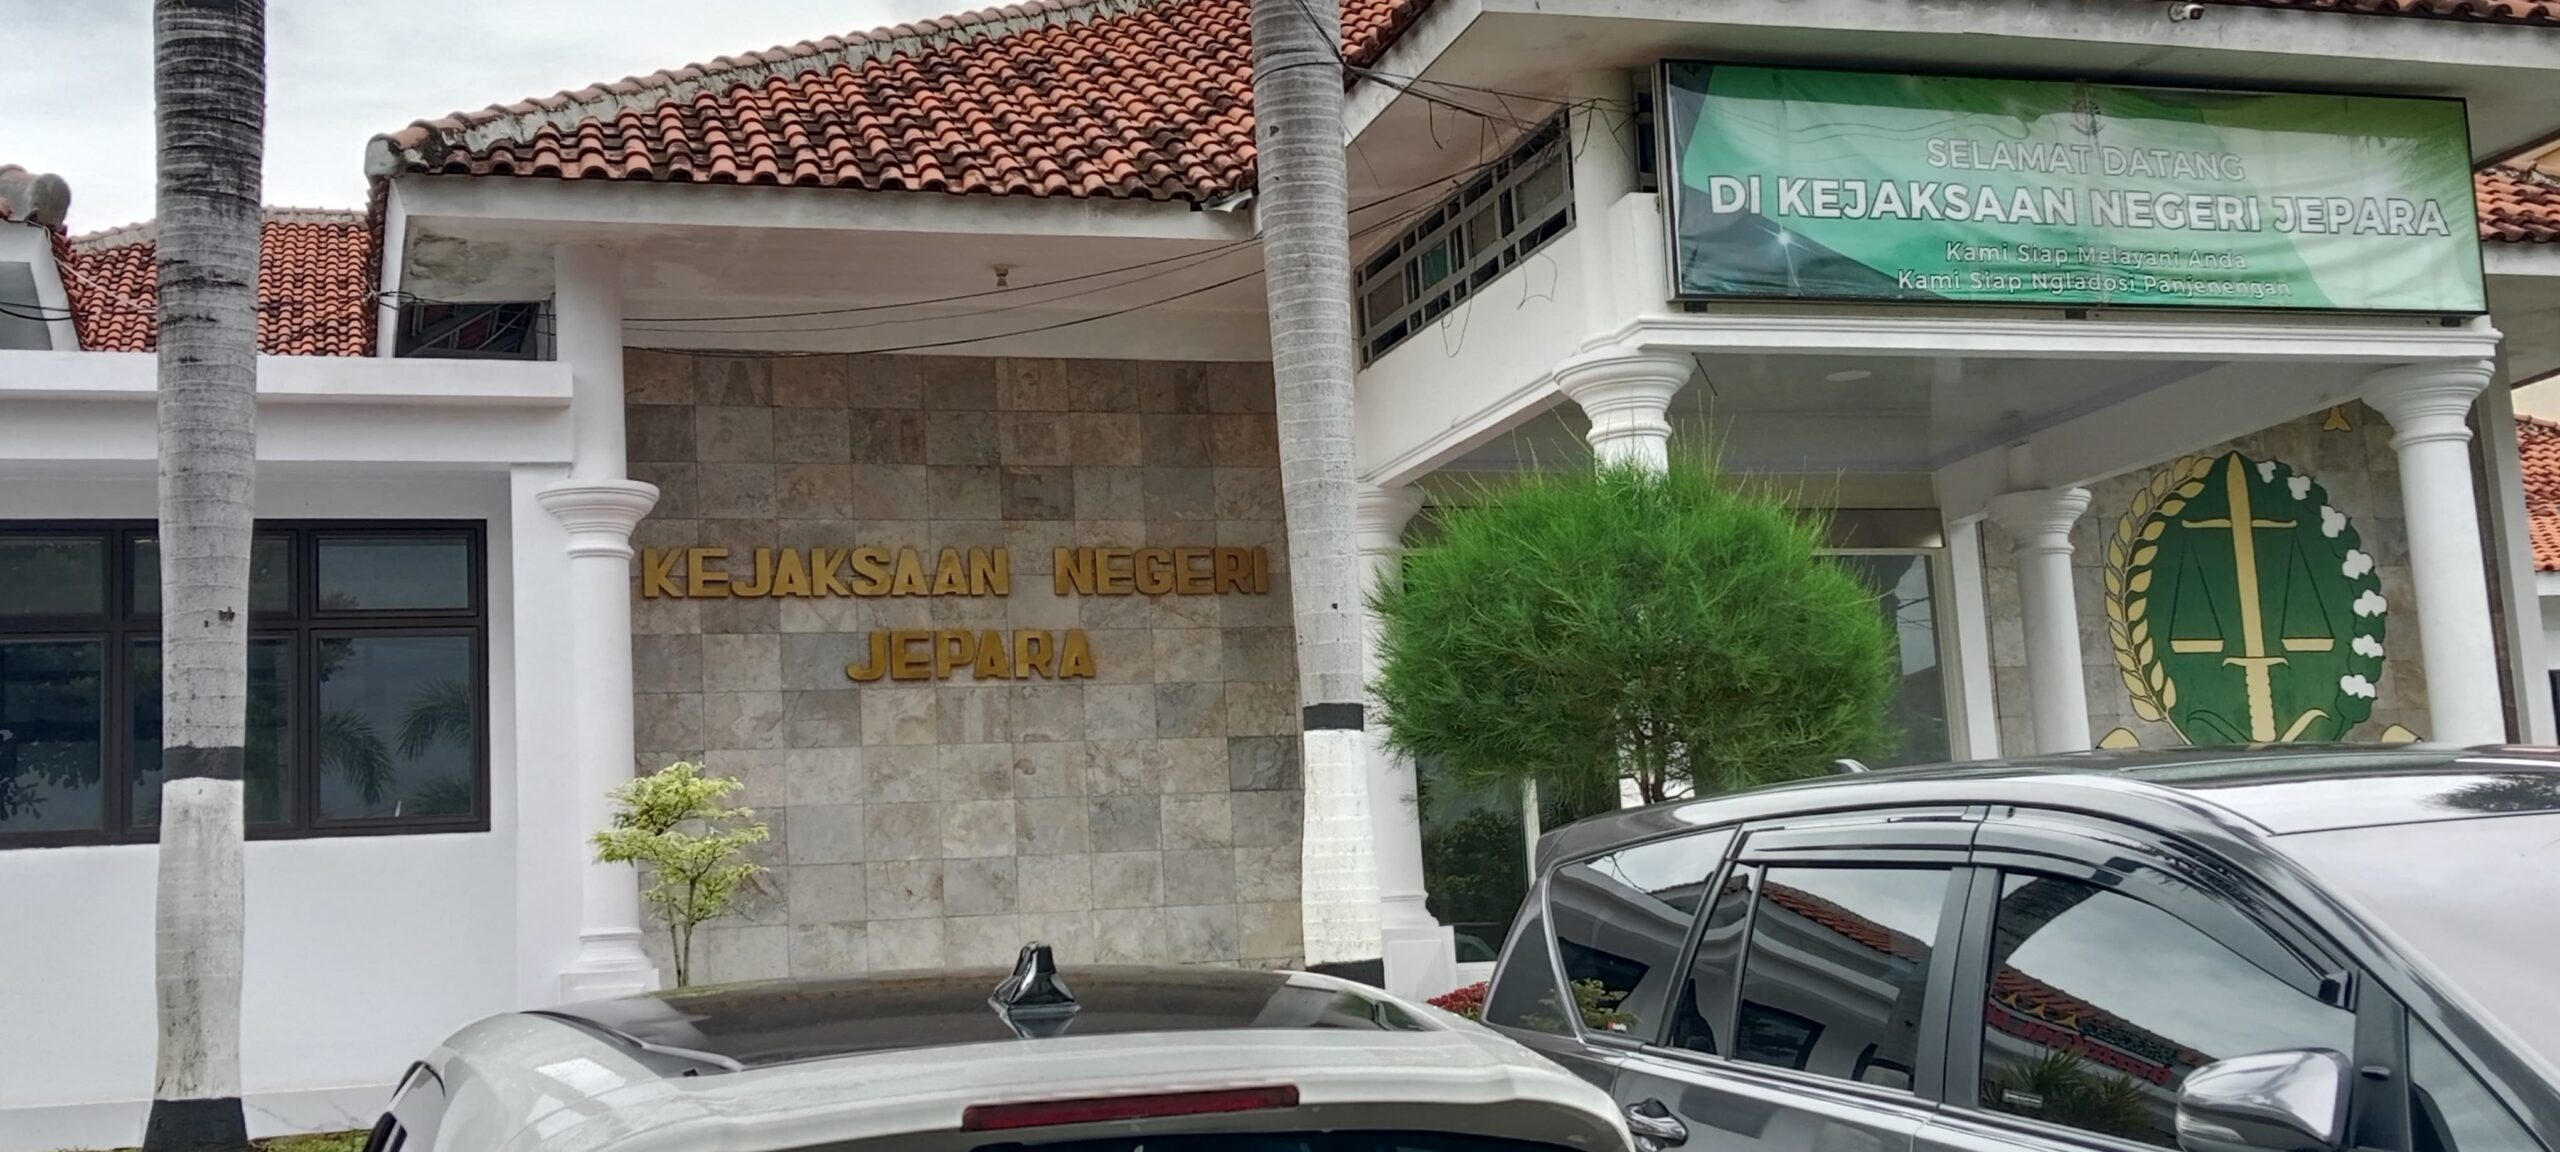 KEJAKSAAN NEGERI
JEPARA
SELAMAT DATANG
DI KEJAKSAAN NEGERI JEPARA
Kami Siap Melayani Anda
Kami Siap Ngladosi Panjenengan